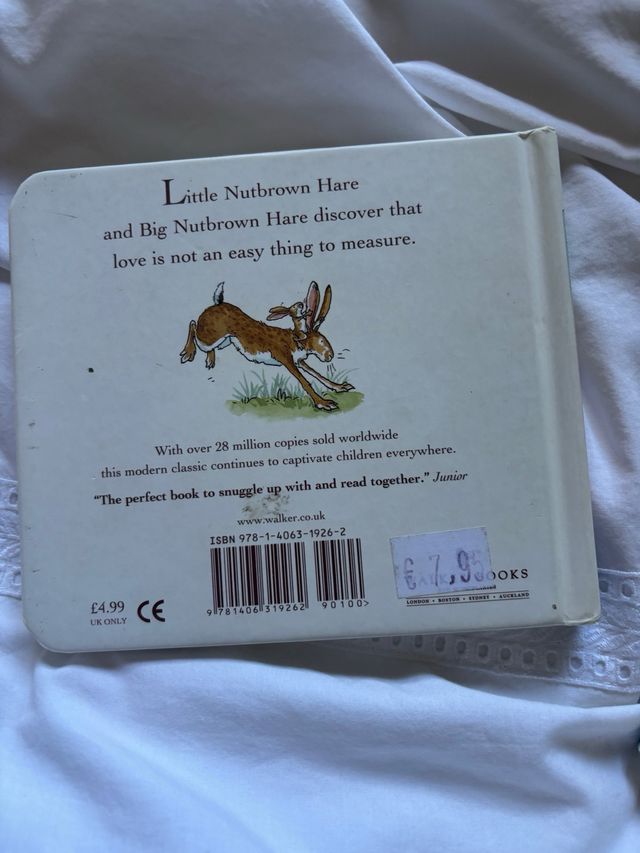 Little Nutbrown Hare
and Big Nutbrown Hare discover that
love is not an easy thing to measure.
With over 28 million copies sold worldwide
this modern classic continues to captivate children everywhere.
“The perfect book to snuggle up with and read together.” Junior
www.walker.co.uk
ISBN 978-1-4063-1926-2
9 781406 319262
90100>
£4.99
UK ONLY
CE
€ 7,95
OOKS
LONDON • BOSTON • SYDNEY • AUCKLAND